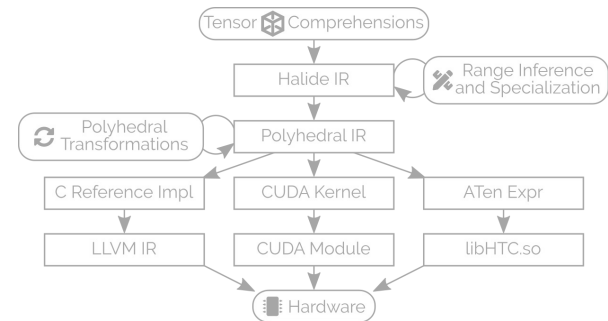 Tensor Comprehensions
Halide IR
Range Inference
and Specialization
Polyhedral
Transformations
Polyhedral IR
C Reference Impl
CUDA Kernel
ATen Expr
LLVM IR
CUDA Module
libHTC.so
Hardware